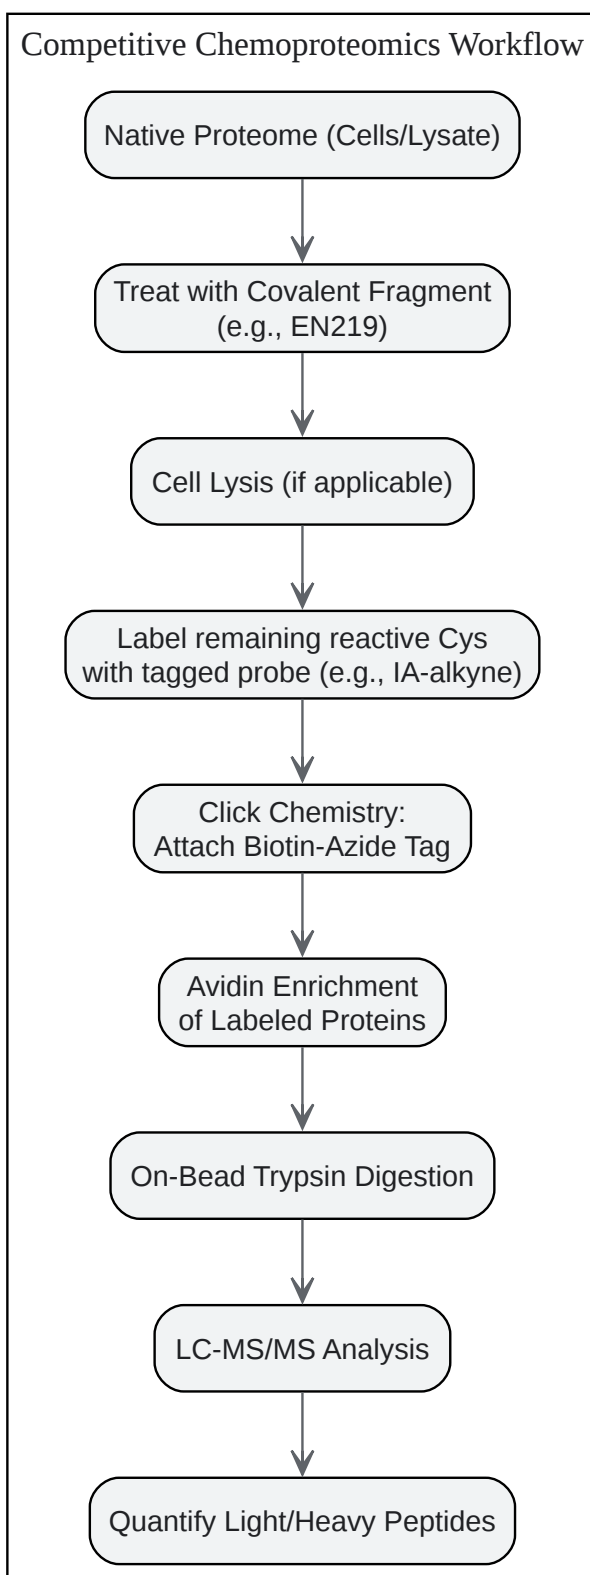 Competitive Chemoproteomics Workflow
Native Proteome (Cells/Lysate)
Treat with Covalent Fragment
(e.g., EN219)
Cell Lysis (if applicable)
Label remaining reactive Cys
with tagged probe (e.g., IA-alkyne)
Click Chemistry:
Attach Biotin-Azide Tag
Avidin Enrichment
of Labeled Proteins
On-Bead Trypsin Digestion
LC-MS/MS Analysis
Quantify Light/Heavy Peptides